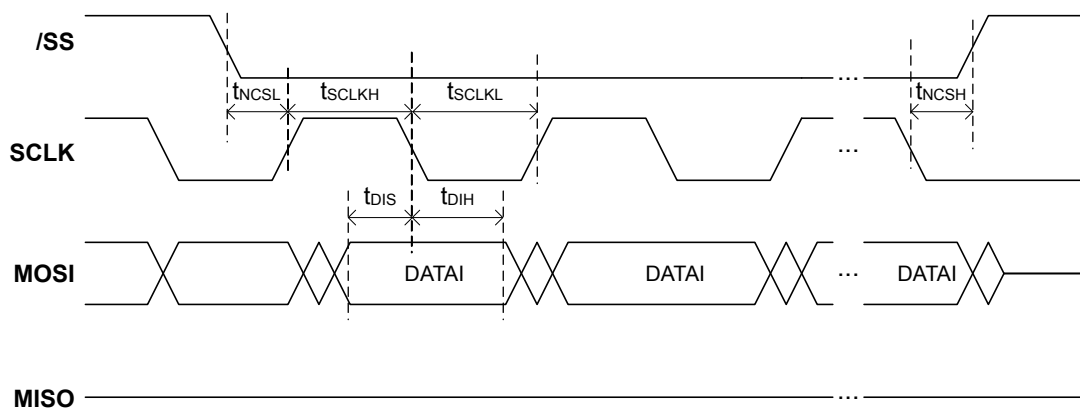 /SS
...
tNCSL tSCLKH tSCLKL tNCSH
SCLK
...
tDIS tDIH
MOSI DATAI DATAI ... DATAI
MISO ...